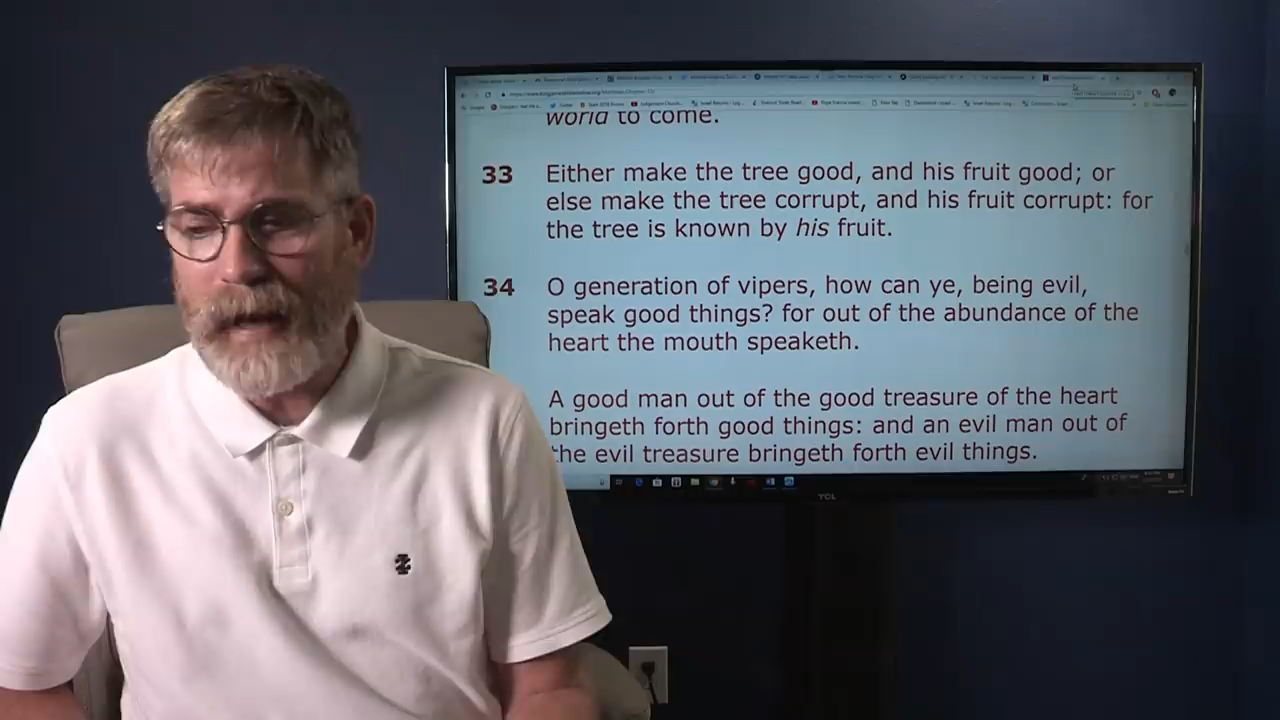 world to come.
33 Either make the tree good, and his fruit good; or
else make the tree corrupt, and his fruit corrupt: for
the tree is known by his fruit.
34 O generation of vipers, how can ye, being evil,
speak good things? for out of the abundance of the
heart the mouth speaketh.
A good man out of the good treasure of the heart
bringeth forth good things: and an evil man out of
the evil treasure bringeth forth evil things.
TCL